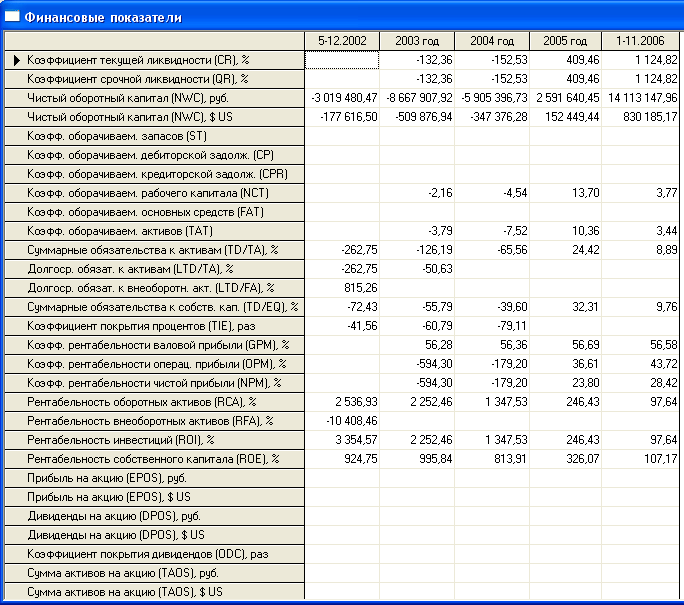 Финансовые показатели
5-12.2002 2003 год 2004 год 2005 год 1-11.2006
Коэффициент текущей ликвидности (CR), % -132,36 -152,53 409,46 1 124,82
Коэффициент срочной ликвидности (QR), % -132,36 -152,53 409,46 1 124,82
Чистый оборотный капитал (NWC), руб. -3 019 480,47 -8 667 907,92 -5 905 396,73 2 591 640,45 14 113 147,96
Чистый оборотный капитал (NWC), $ US -177 616,50 -509 876,94 -347 376,28 152 449,44 830 185,17
Коэфф. оборачиваем. запасов (ST)
Коэфф. оборачиваем. дебиторской задолж. (CP)
Коэфф. оборачиваем. кредиторской задолж. (CPR)
Коэфф. оборачиваем. рабочего капитала (NCT) -2,16 -4,54 13,70 3,77
Коэфф. оборачиваем. основных средств (FAT)
Коэфф. оборачиваем. активов (TAT) -3,79 -7,52 10,36 3,44
Суммарные обязательства к активам (TD/TA), % -262,75 -126,19 -65,56 24,42 8,89
Долгоср. обязат. к активам (LTD/TA), % -262,75 -50,63
Долгоср. обязат. к внеоборотн. акт. (LTD/FA), % 815,26
Суммарные обязательства к собств. кап. (TD/EQ), % -72,43 -55,79 -39,60 32,31 9,76
Коэффициент покрытия процентов (TIE), раз -41,56 -60,79 -79,11
Коэфф. рентабельности валовой прибыли (GPM), % 56,28 56,36 56,69 56,58
Коэфф. рентабельности операц. прибыли (OPM), % -594,30 -179,20 36,61 43,72
Коэфф. рентабельности чистой прибыли (NPM), % -594,30 -179,20 23,80 28,42
Рентабельность оборотных активов (RCA), % 2 536,93 2 252,46 1 347,53 246,43 97,64
Рентабельность внеоборотных активов (RFA), % -10 408,46
Рентабельность инвестиций (ROI), % 3 354,57 2 252,46 1 347,53 246,43 97,64
Рентабельность собственного капитала (ROE), % 924,75 995,84 813,91 326,07 107,17
Прибыль на акцию (EPOS), руб.
Прибыль на акцию (EPOS), $ US
Дивиденды на акцию (DPOS), руб.
Дивиденды на акцию (DPOS), $ US
Коэффициент покрытия дивидендов (ODC), раз
Сумма активов на акцию (TAOS), руб.
Сумма активов на акцию (TAOS), $ US